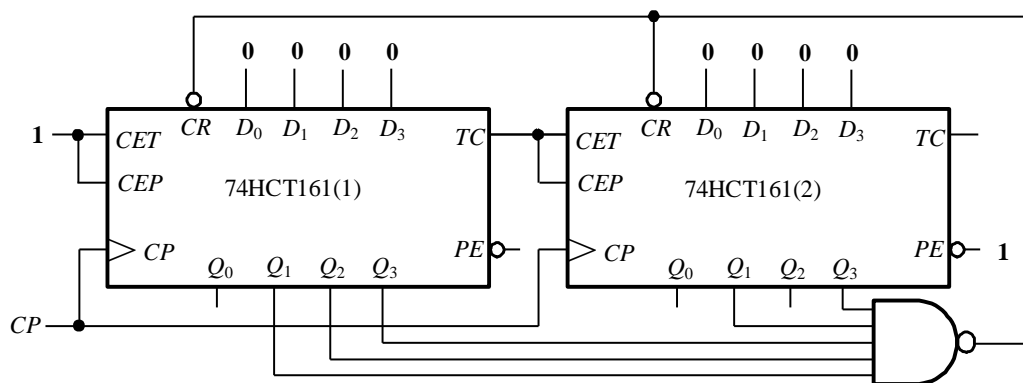 0 0 0 0 0 0 0 0
CR D0 D1 D2 D3 CR D0 D1 D2 D3
1 CET TC CET TC
CEP CEP
74HCT161(1) 74HCT161(2)
CP PE CP PE 1
Q0 Q1 Q2 Q3 Q0 Q1 Q2 Q3
CP